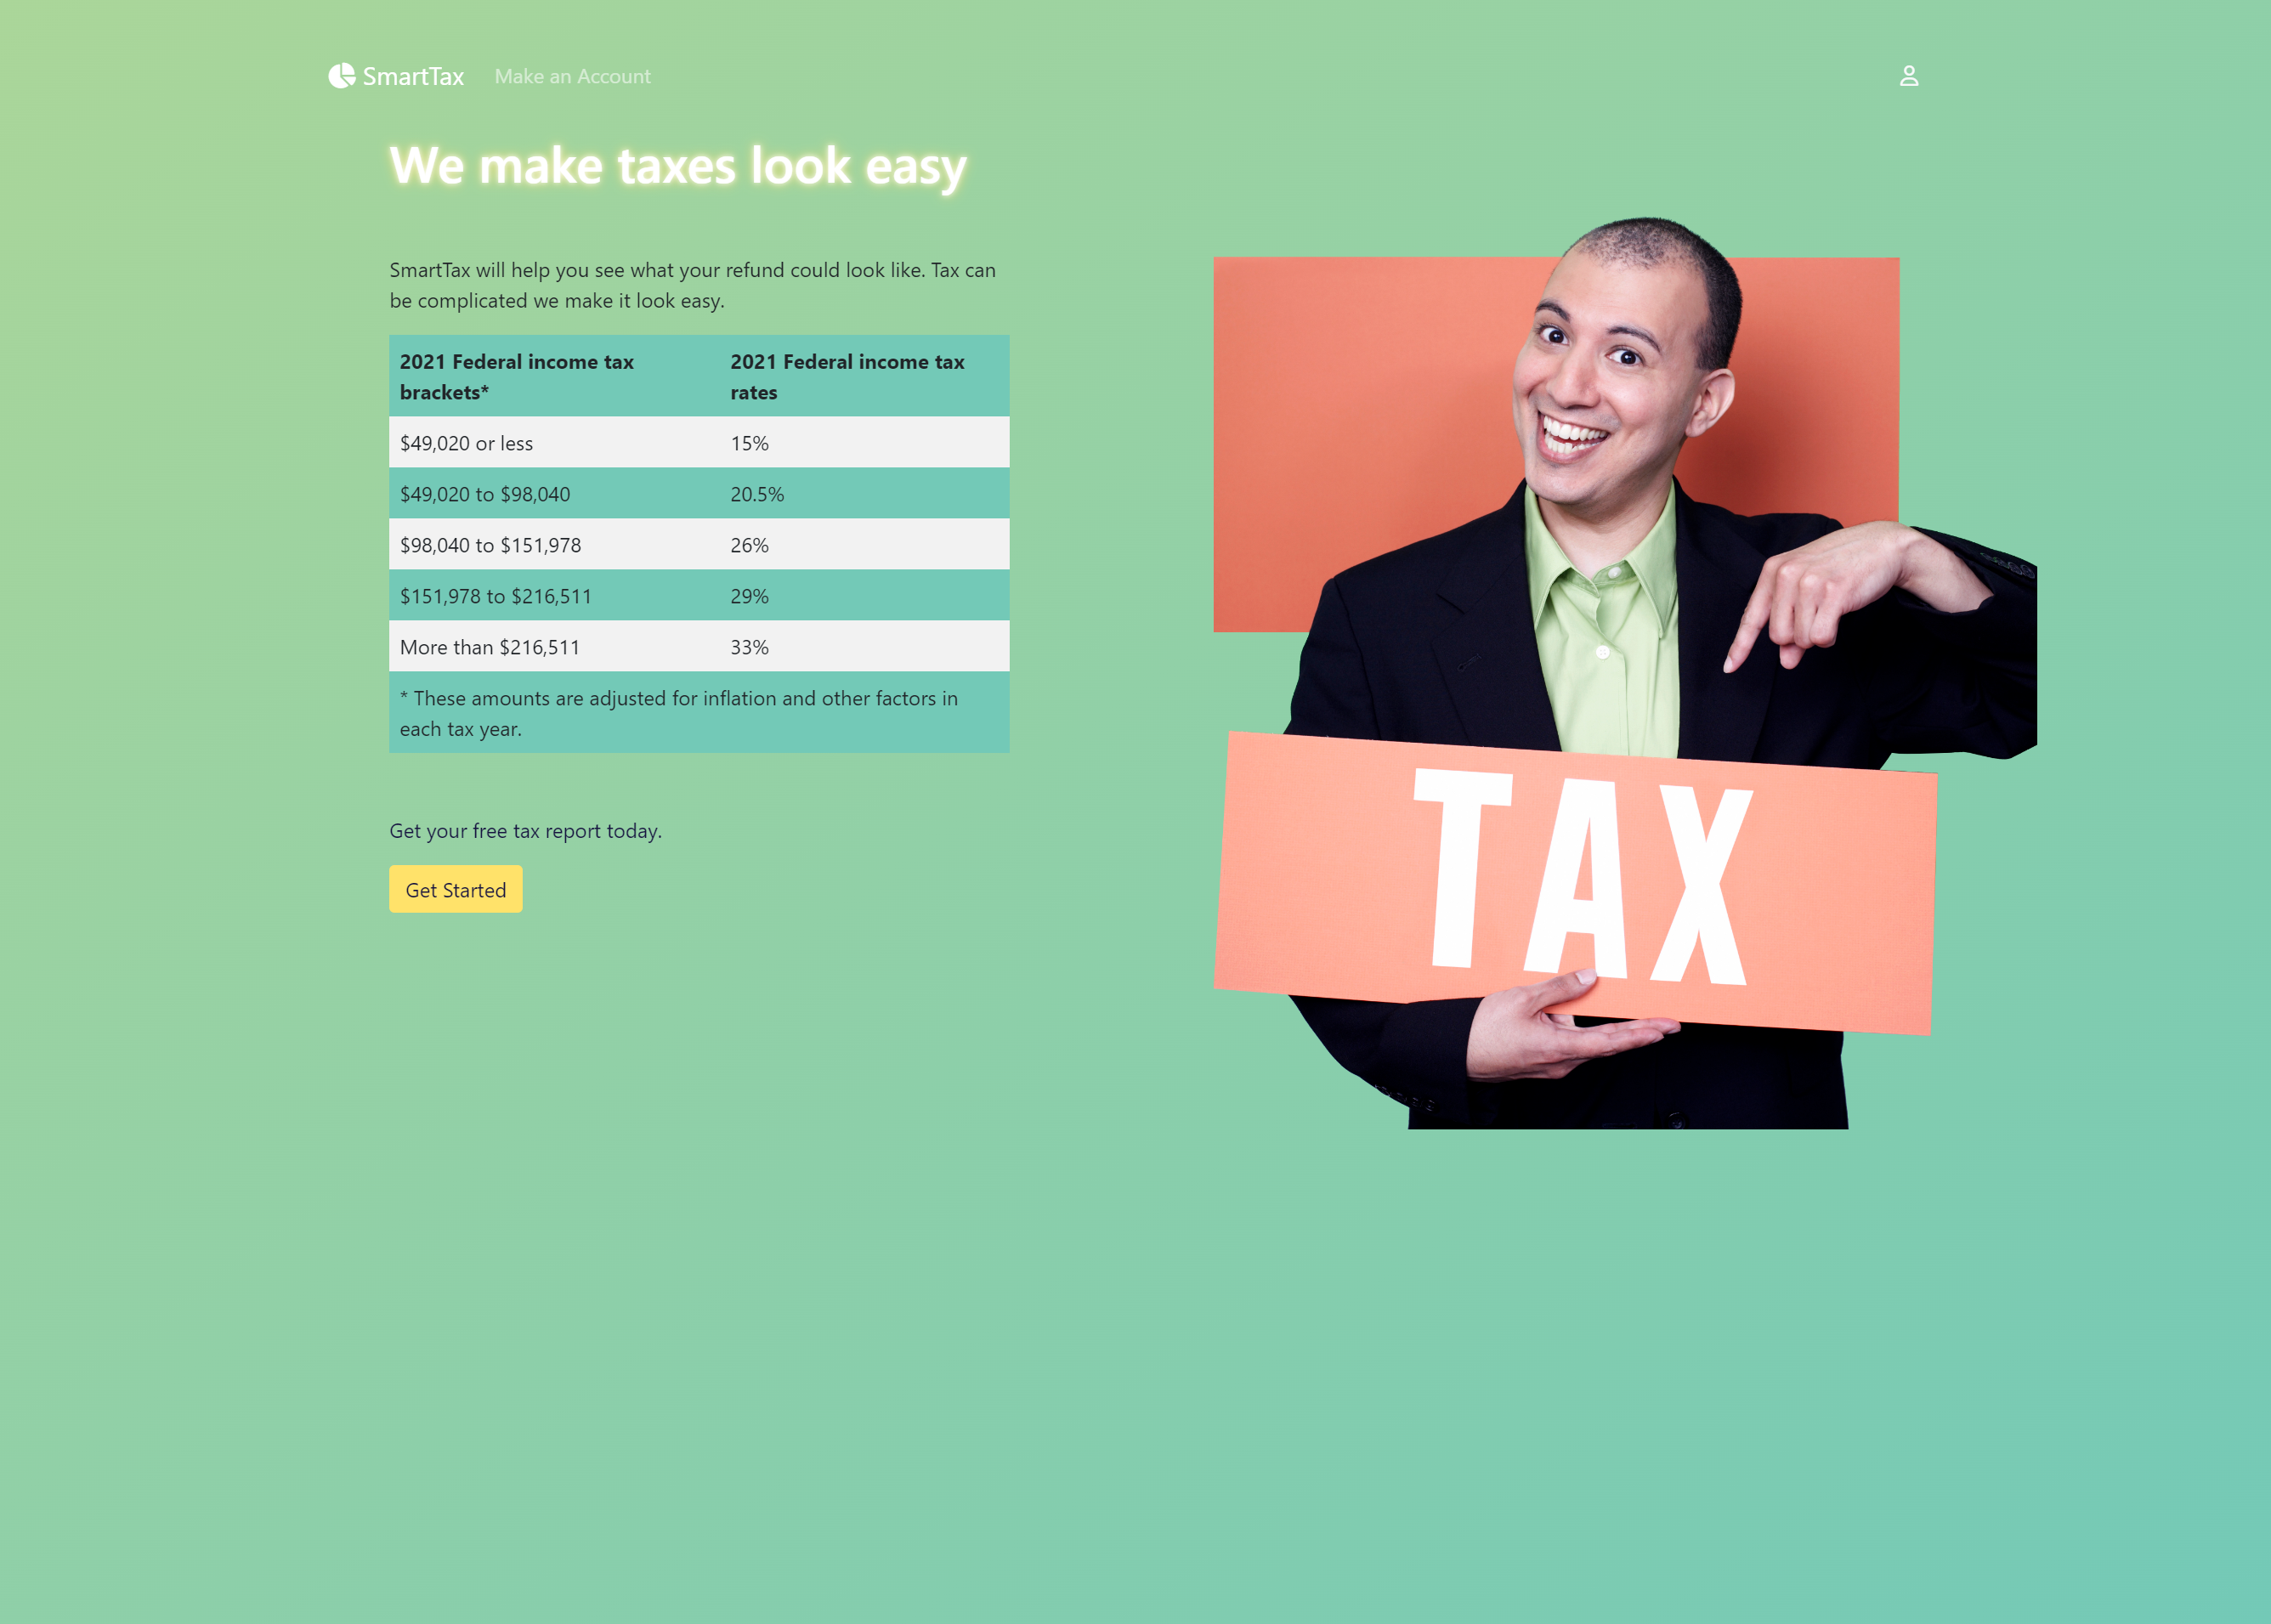 SmartTax Make an Account
We make taxes look easy
SmartTax will help you see what your refund could look like. Tax can
be complicated we make it look easy.
2021 Federal income tax brackets* 2021 Federal income tax rates
$49,020 or less 15%
$49,020 to $98,040 20.5%
$98,040 to $151,978 26%
$151,978 to $216,511 29%
More than $216,511 33%
* These amounts are adjusted for inflation and other factors in
each tax year.
Get your free tax report today.
Get Started
TAX